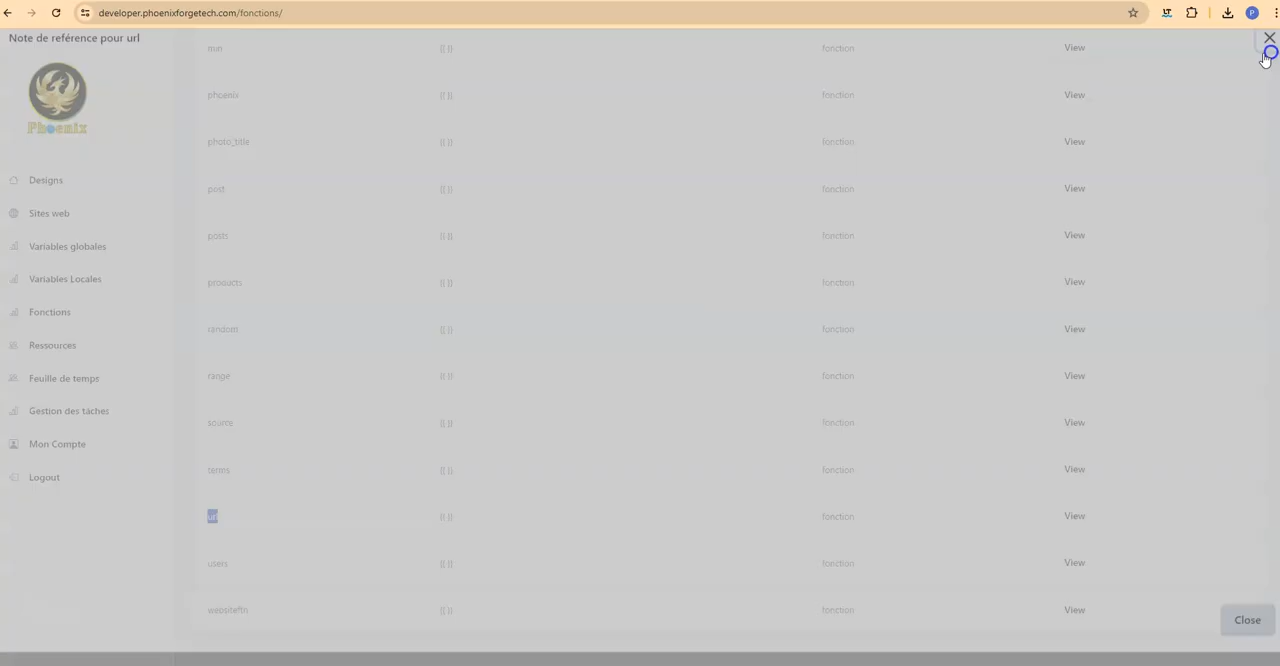 developer.phoenixforgetech.com/fonctions/
LT
P
Note de reférence pour url
Phoenix
Designs
Sites web
Variables globales
Variables Locales
Fonctions
Ressources
Feuille de temps
Gestion des tâches
Mon Compte
Logout
min {{ }} fonction View
phoenix {{ }} fonction View
photo_title {{ }} fonction View
post {{ }} fonction View
posts {{ }} fonction View
products {{ }} fonction View
random {{ }} fonction View
range {{ }} fonction View
source {{ }} fonction View
terms {{ }} fonction View
url {{ }} fonction View
users {{ }} fonction View
websiteftn {{ }} fonction View
Close